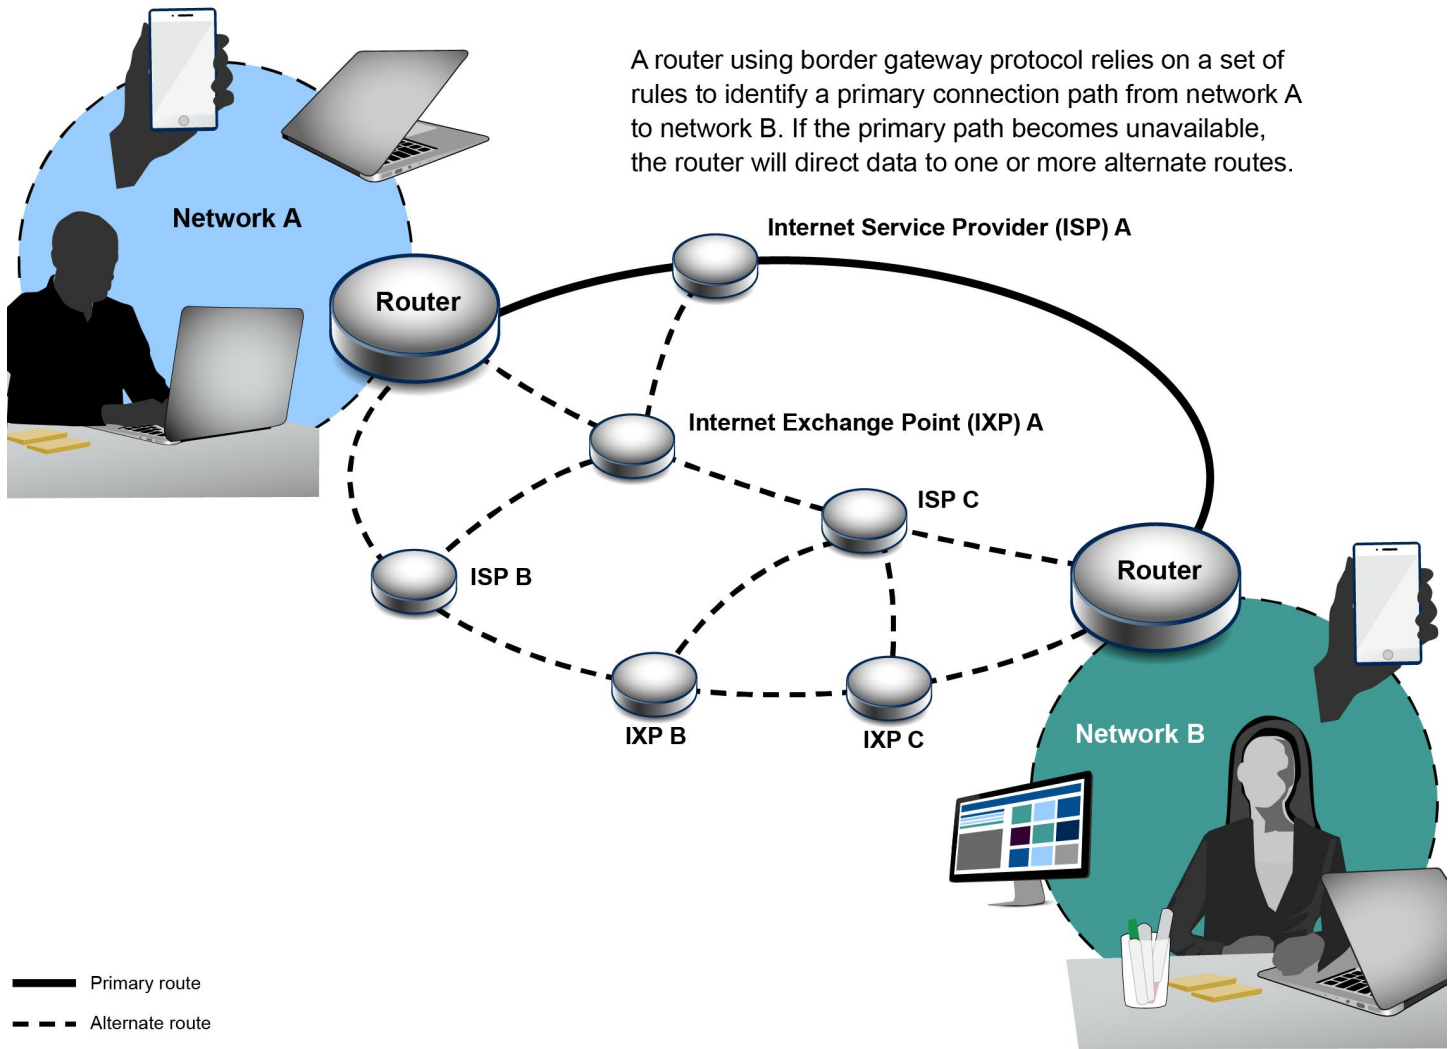 A router using border gateway protocol relies on a set of
rules to identify a primary connection path from network A
to network B. If the primary path becomes unavailable,
the router will direct data to one or more alternate routes.
Network A
Internet Service Provider (ISP) A
Router
Internet Exchange Point (IXP) A
ISP C
ISP B
Router
IXP B
IXP C
Network B
Primary route
Alternate route